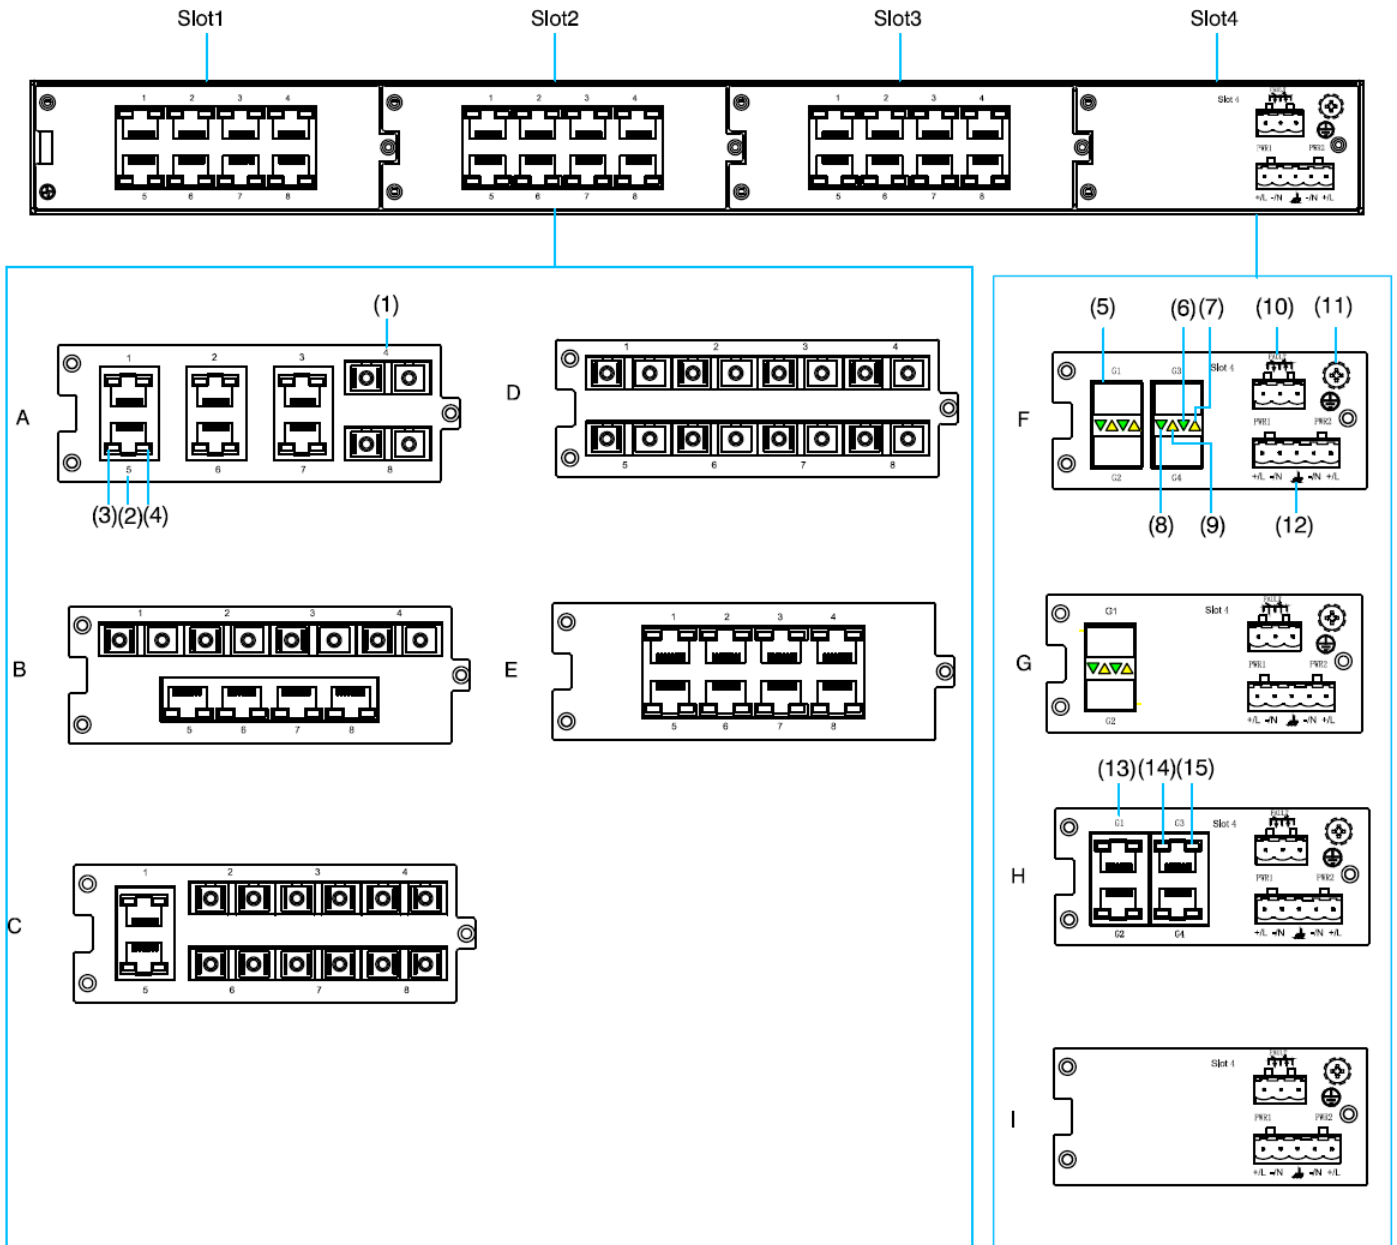 Slot1 Slot2 Slot3 Slot4
1 2 3 4 1 2 3 4 1 2 3 4 Slot 4 FAULT
PWR1 PWR2
5 6 7 8 5 6 7 8 5 6 7 8 +/L -/N -/N +/L
(1) (5) (6) (7) (10) (11)
A 1 2 3 4
5 6 7 8
(3) (2) (4)
D 1 2 3 4
5 6 7 8
F G1 G3 Slot 4 FAULT
PWR1 PWR2
G2 G4 +/L -/N -/N +/L
(8) (9) (12)
B 1 2 3 4
5 6 7 8
E 1 2 3 4
5 6 7 8
G G1 Slot 4 FAULT
PWR1 PWR2
G2 +/L -/N -/N +/L
(13) (14) (15)
C 1 2 3 4
5 6 7 8
H G1 G3 Slot 4 FAULT
PWR1 PWR2
G2 G4 +/L -/N -/N +/L
I Slot 4 FAULT
PWR1 PWR2
+/L -/N -/N +/L